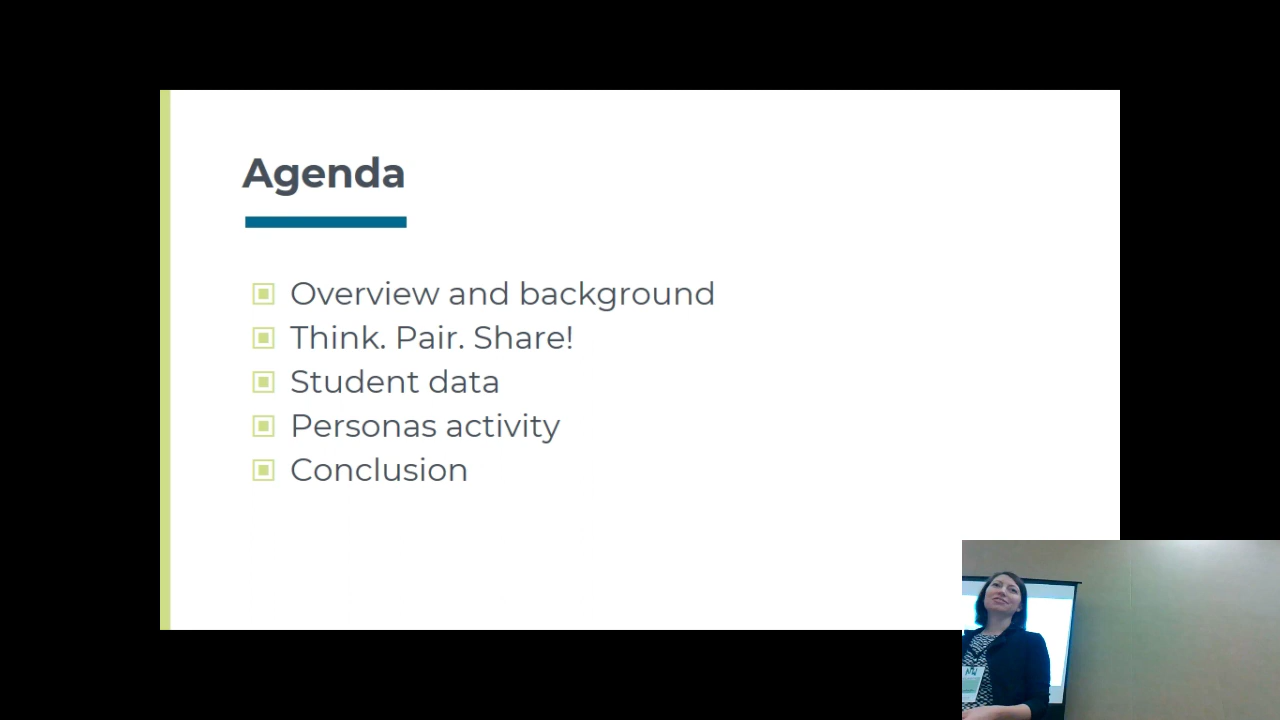 Agenda
Overview and background
Think. Pair. Share!
Student data
Personas activity
Conclusion